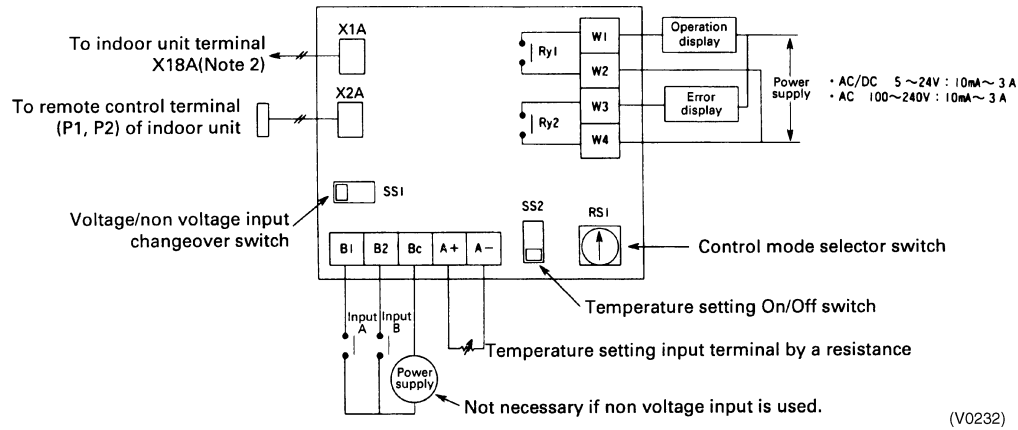 To indoor unit terminal
X18A(Note 2)
X1A
To remote control terminal
(P1, P2) of indoor unit
X2A
Ry1
Ry2
W1
W2
W3
W4
Operation
display
Error
display
Power
supply
・AC/DC 5～24V : 10mA～ 3 A
・AC 100～240V : 10mA～ 3 A
SS1
Voltage/non voltage input
changeover switch
SS2
RS1
Control mode selector switch
B1 B2 Bc A+ A−
Temperature setting On/Off switch
Input
A
Input
B
Temperature setting input terminal by a resistance
Power
supply
Not necessary if non voltage input is used.
(V0232)